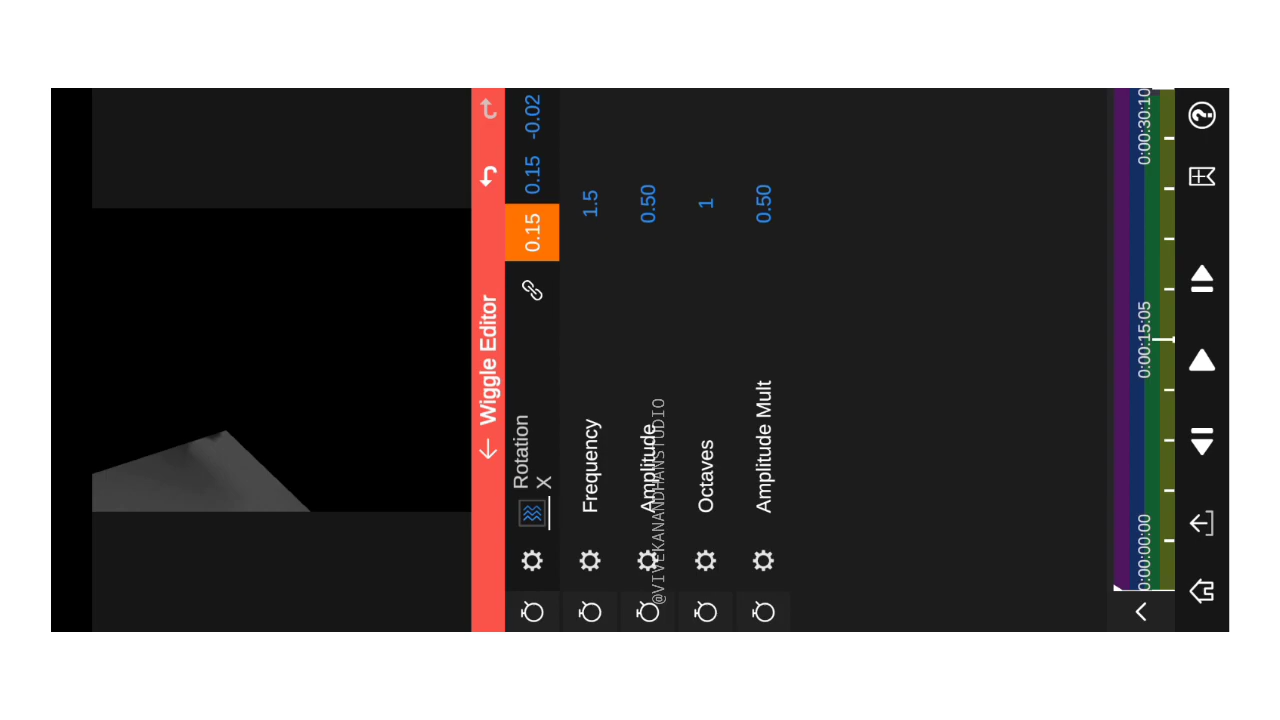 ← Wiggle Editor
Rotation
X
0.15 0.15 -0.02
Frequency 1.5
Amplitude 0.50
@VIVEKANANDHANSTUDIO
Octaves 1
Amplitude Mult 0.50
0:00:00:00 0:00:15:05 0:00:30:10